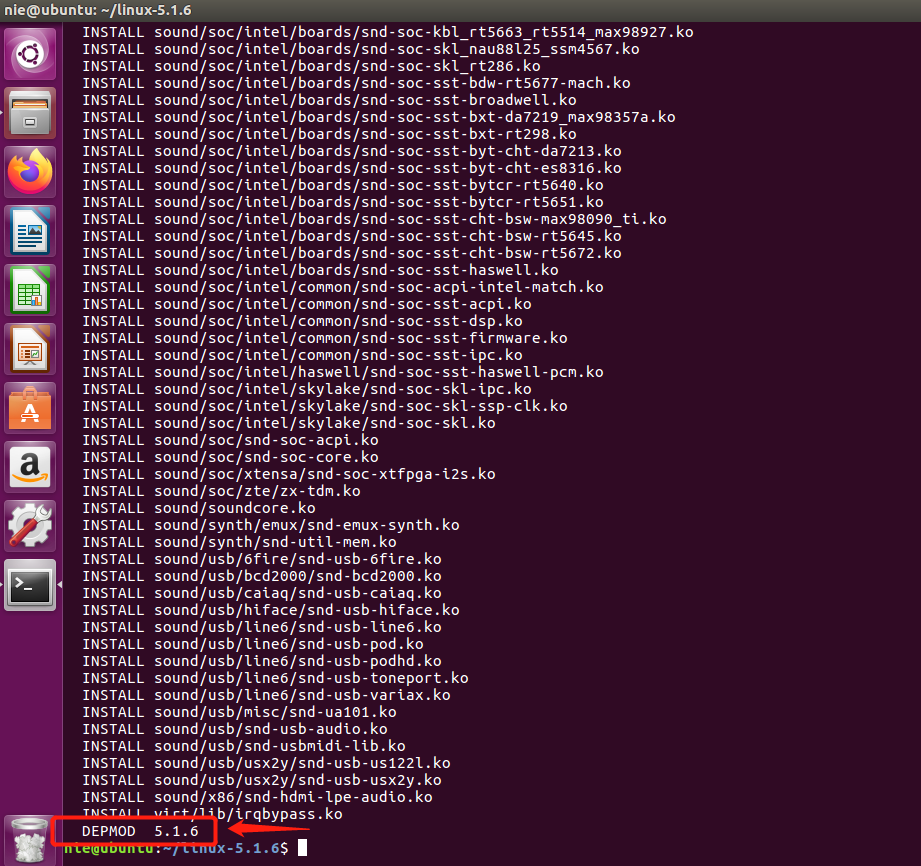 nie@ubuntu: ~/linux-5.1.6
INSTALL sound/soc/intel/boards/snd-soc-kbl_rt5663_rt5514_max98927.ko
INSTALL sound/soc/intel/boards/snd-soc-skl_nau88l25_ssm4567.ko
INSTALL sound/soc/intel/boards/snd-soc-skl_rt286.ko
INSTALL sound/soc/intel/boards/snd-soc-sst-bdw-rt5677-mach.ko
INSTALL sound/soc/intel/boards/snd-soc-sst-broadwell.ko
INSTALL sound/soc/intel/boards/snd-soc-sst-bxt-da7219_max98357a.ko
INSTALL sound/soc/intel/boards/snd-soc-sst-bxt-rt298.ko
INSTALL sound/soc/intel/boards/snd-soc-sst-byt-cht-da7213.ko
INSTALL sound/soc/intel/boards/snd-soc-sst-byt-cht-es8316.ko
INSTALL sound/soc/intel/boards/snd-soc-sst-bytcr-rt5640.ko
INSTALL sound/soc/intel/boards/snd-soc-sst-bytcr-rt5651.ko
INSTALL sound/soc/intel/boards/snd-soc-sst-cht-bsw-max98090_ti.ko
INSTALL sound/soc/intel/boards/snd-soc-sst-cht-bsw-rt5645.ko
INSTALL sound/soc/intel/boards/snd-soc-sst-cht-bsw-rt5672.ko
INSTALL sound/soc/intel/boards/snd-soc-sst-haswell.ko
INSTALL sound/soc/intel/common/snd-soc-acpi-intel-match.ko
INSTALL sound/soc/intel/common/snd-soc-sst-acpi.ko
INSTALL sound/soc/intel/common/snd-soc-sst-dsp.ko
INSTALL sound/soc/intel/common/snd-soc-sst-firmware.ko
INSTALL sound/soc/intel/common/snd-soc-sst-ipc.ko
INSTALL sound/soc/intel/haswell/snd-soc-sst-haswell-pcm.ko
INSTALL sound/soc/intel/skylake/snd-soc-skl-ipc.ko
INSTALL sound/soc/intel/skylake/snd-soc-skl-ssp-clk.ko
INSTALL sound/soc/intel/skylake/snd-soc-skl.ko
INSTALL sound/soc/snd-soc-acpi.ko
INSTALL sound/soc/snd-soc-core.ko
INSTALL sound/soc/xtensa/snd-soc-xtfpga-i2s.ko
INSTALL sound/soc/zte/zx-tdm.ko
INSTALL sound/soundcore.ko
INSTALL sound/synth/emux/snd-emux-synth.ko
INSTALL sound/synth/snd-util-mem.ko
INSTALL sound/usb/6fire/snd-usb-6fire.ko
INSTALL sound/usb/bcd2000/snd-bcd2000.ko
INSTALL sound/usb/caiaq/snd-usb-caiaq.ko
INSTALL sound/usb/hiface/snd-usb-hiface.ko
INSTALL sound/usb/line6/snd-usb-line6.ko
INSTALL sound/usb/line6/snd-usb-pod.ko
INSTALL sound/usb/line6/snd-usb-podhd.ko
INSTALL sound/usb/line6/snd-usb-toneport.ko
INSTALL sound/usb/line6/snd-usb-variax.ko
INSTALL sound/usb/misc/snd-ua101.ko
INSTALL sound/usb/snd-usb-audio.ko
INSTALL sound/usb/snd-usbmidi-lib.ko
INSTALL sound/usb/usx2y/snd-usb-us122l.ko
INSTALL sound/usb/usx2y/snd-usb-usx2y.ko
INSTALL sound/x86/snd-hdmi-lpe-audio.ko
INSTALL virt/lib/irqbypass.ko
DEPMOD  5.1.6
nie@ubuntu:~/linux-5.1.6$